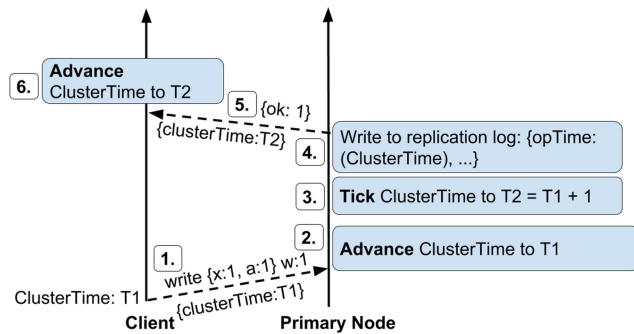 6.
Advance
ClusterTime to T2
5. {ok: 1}
{clusterTime:T2}
4.
Write to replication log: {opTime:
(ClusterTime), ...}
3.
Tick ClusterTime to T2 = T1 + 1
2.
Advance ClusterTime to T1
1.
write {x:1, a:1} w:1
{clusterTime:T1}
ClusterTime: T1
Client
Primary Node